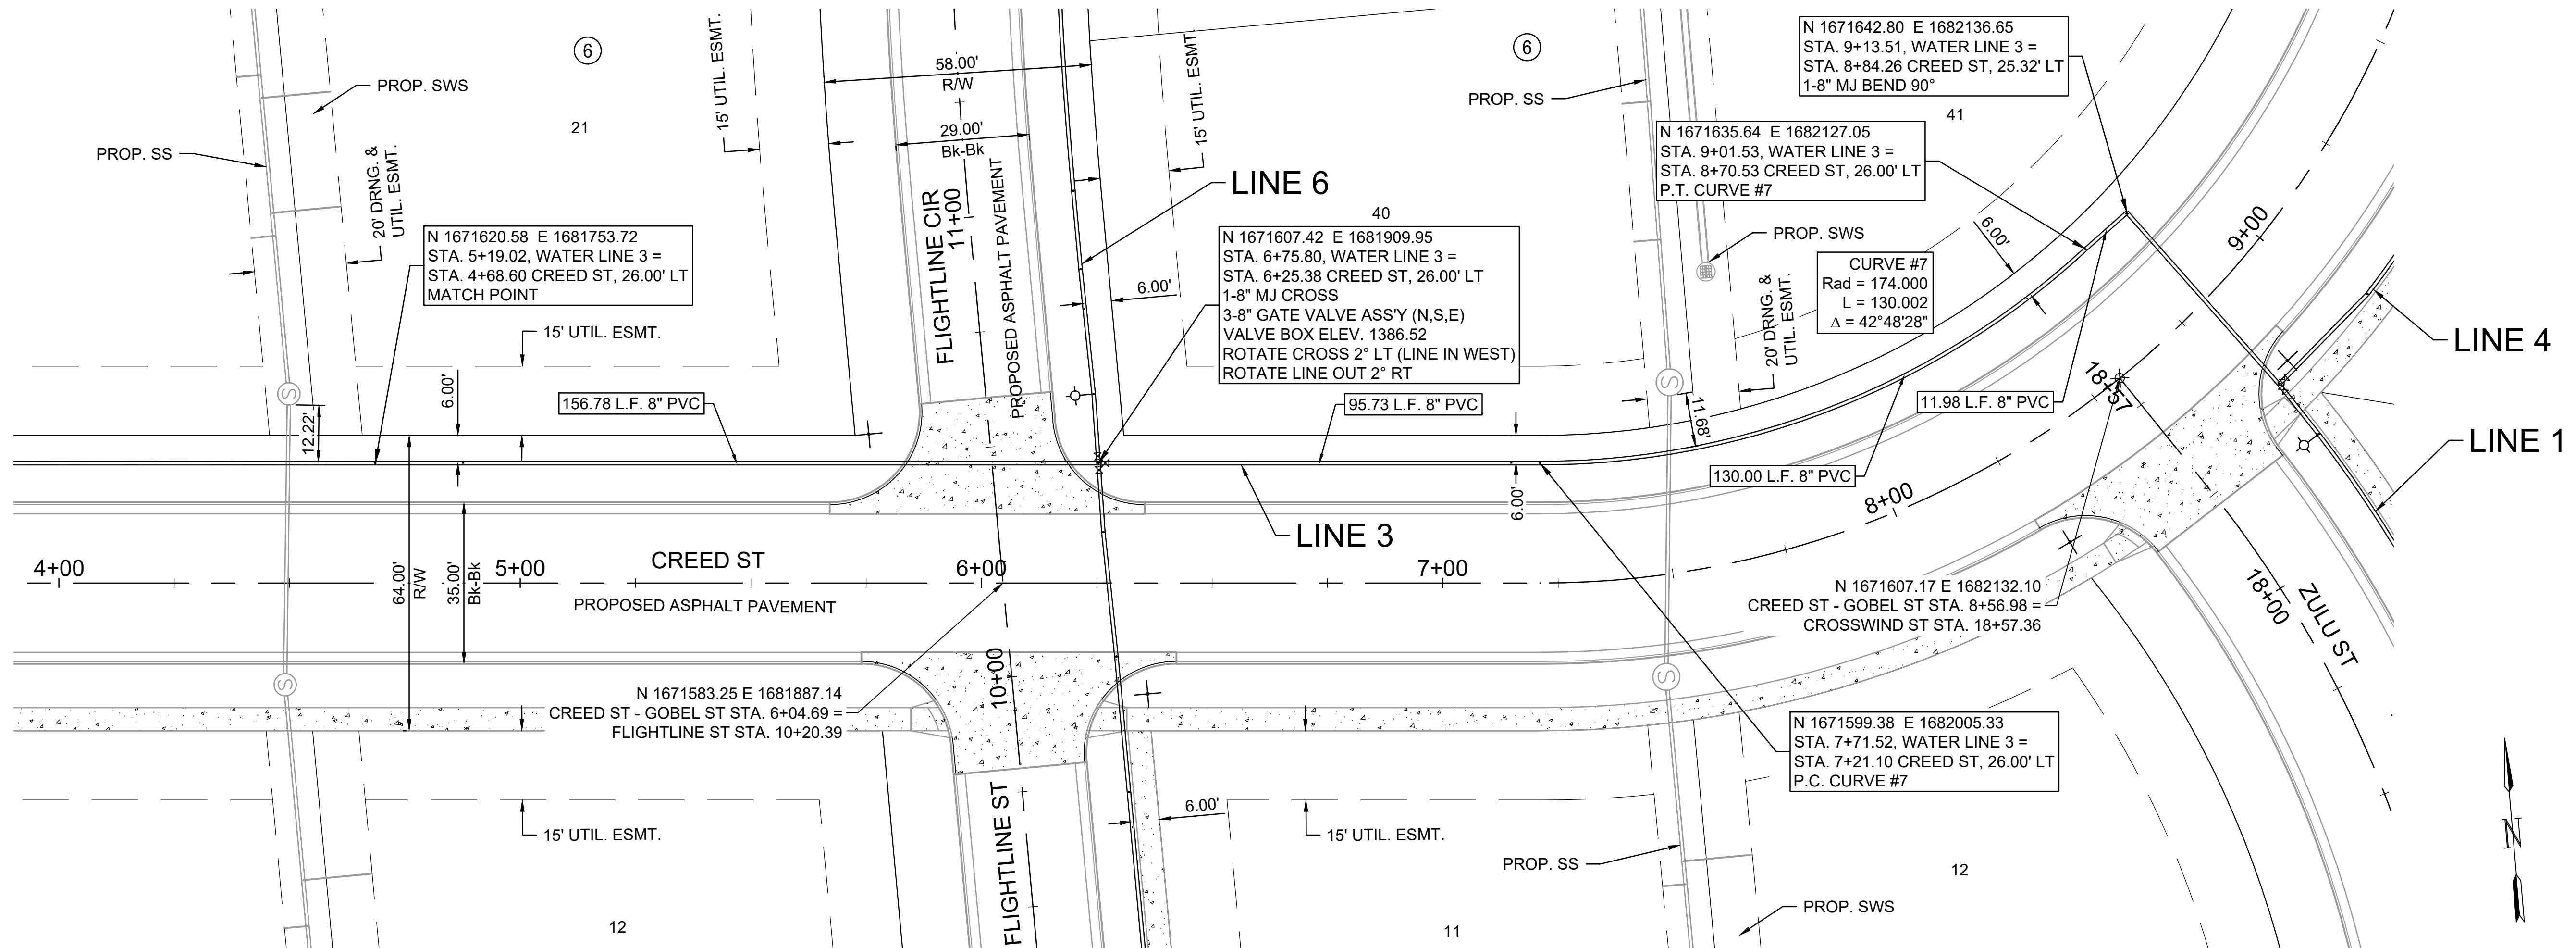 6
PROP. SWS
21
PROP. SS
20' DRNG. &
UTIL. ESMT.
15' UTIL. ESMT.
58.00'
R/W
29.00'
Bk-Bk
15' UTIL. ESMT.
LINE 6
FLIGHTLINE CIR
11+00
PROPOSED ASPHALT PAVEMENT
6
PROP. SS
N 1671642.80 E 1682136.65
STA. 9+13.51, WATER LINE 3 =
STA. 8+84.26 CREED ST, 25.32' LT
1-8" MJ BEND 90°
41
N 1671635.64 E 1682127.05
STA. 9+01.53, WATER LINE 3 =
STA. 8+70.53 CREED ST, 26.00' LT
P.T. CURVE #7
N 1671620.58 E 1681753.72
STA. 5+19.02, WATER LINE 3 =
STA. 4+68.60 CREED ST, 26.00' LT
MATCH POINT
40
N 1671607.42 E 1681909.95
STA. 6+75.80, WATER LINE 3 =
STA. 6+25.38 CREED ST, 26.00' LT
1-8" MJ CROSS
3-8" GATE VALVE ASS'Y (N,S,E)
VALVE BOX ELEV. 1386.52
ROTATE CROSS 2° LT (LINE IN WEST)
ROTATE LINE OUT 2° RT
6.00'
PROP. SWS
20' DRNG. &
UTIL. ESMT.
CURVE #7
Rad = 174.000
L = 130.002
Δ = 42°48'28"
6.00'
9+00
LINE 4
15' UTIL. ESMT.
6.00'
S
12.22'
156.78 L.F. 8" PVC
95.73 L.F. 8" PVC
S
11.68'
11.98 L.F. 8" PVC
18+57
LINE 1
130.00 L.F. 8" PVC
6.00'
8+00
LINE 3
4+00
64.00'
R/W
35.00'
Bk-Bk
5+00
CREED ST
PROPOSED ASPHALT PAVEMENT
6+00
7+00
N 1671607.17 E 1682132.10
CREED ST - GOBEL ST STA. 8+56.98 =
CROSSWIND ST STA. 18+57.36
18+00
ZULU ST
S
S
10+00
N 1671583.25 E 1681887.14
CREED ST - GOBEL ST STA. 6+04.69 =
FLIGHTLINE ST STA. 10+20.39
N 1671599.38 E 1682005.33
STA. 7+71.52, WATER LINE 3 =
STA. 7+21.10 CREED ST, 26.00' LT
P.C. CURVE #7
15' UTIL. ESMT.
FLIGHTLINE ST
6.00'
15' UTIL. ESMT.
PROP. SS
12
PROP. SWS
12
11
N